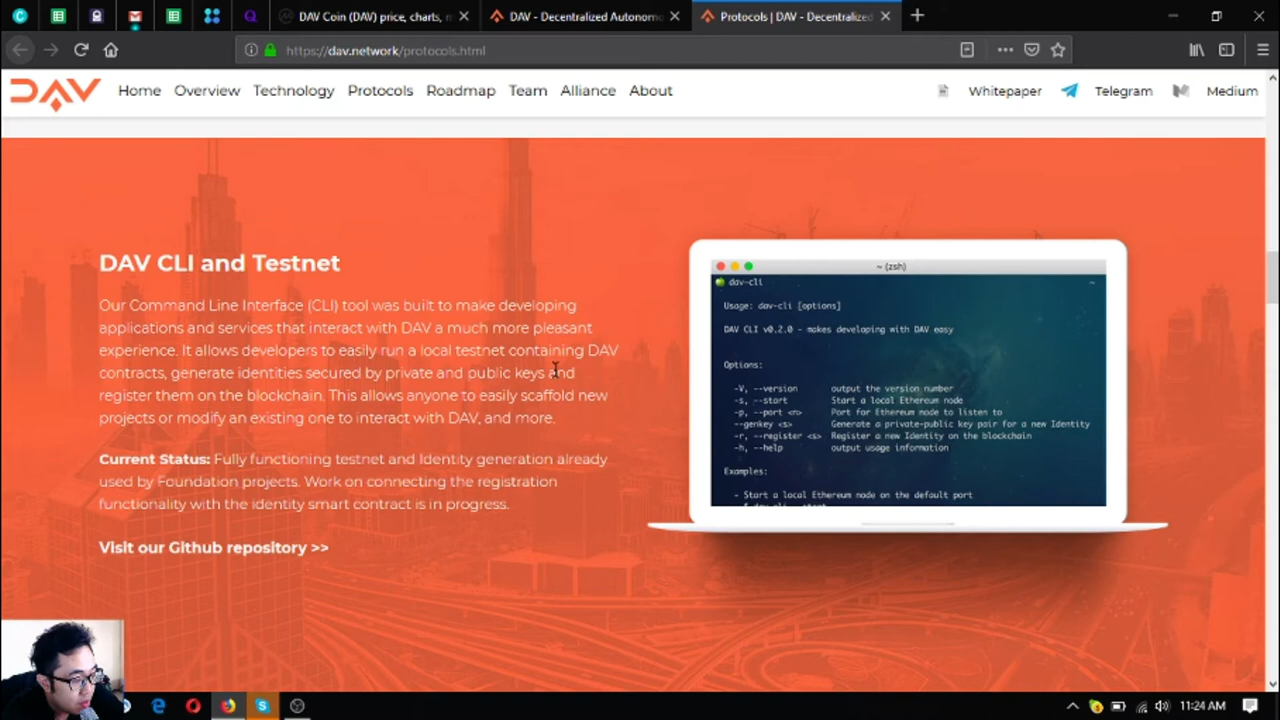 DAV Coin (DAV) price, charts, m
DAV - Decentralized Autonomo
Protocols | DAV - Decentralized
https://dav.network/protocols.html
DAV
Home Overview Technology Protocols Roadmap Team Alliance About
Whitepaper Telegram Medium
DAV CLI and Testnet
Our Command Line Interface (CLI) tool was built to make developing
applications and services that interact with DAV a much more pleasant
experience. It allows developers to easily run a local testnet containing DAV
contracts, generate identities secured by private and public keys and
register them on the blockchain. This allows anyone to easily scaffold new
projects or modify an existing one to interact with DAV, and more.
Current Status: Fully functioning testnet and Identity generation already
used by Foundation projects. Work on connecting the registration
functionality with the identity smart contract is in progress.
Visit our Github repository >>
~ (zsh)
dav-cli
Usage: dav-cli [options]
DAV CLI v0.2.0 - makes developing with DAV easy
Options:
-V, --version output the version number
-s, --start Start a local Ethereum node
-p, --port <n> Port for Ethereum node to listen to
--genkey <s> Generate a private-public key pair for a new Identity
-r, --register <s> Register a new Identity on the blockchain
-h, --help output usage information
Examples:
- Start a local Ethereum node on the default port
$ dav-cli --start
11:24 AM